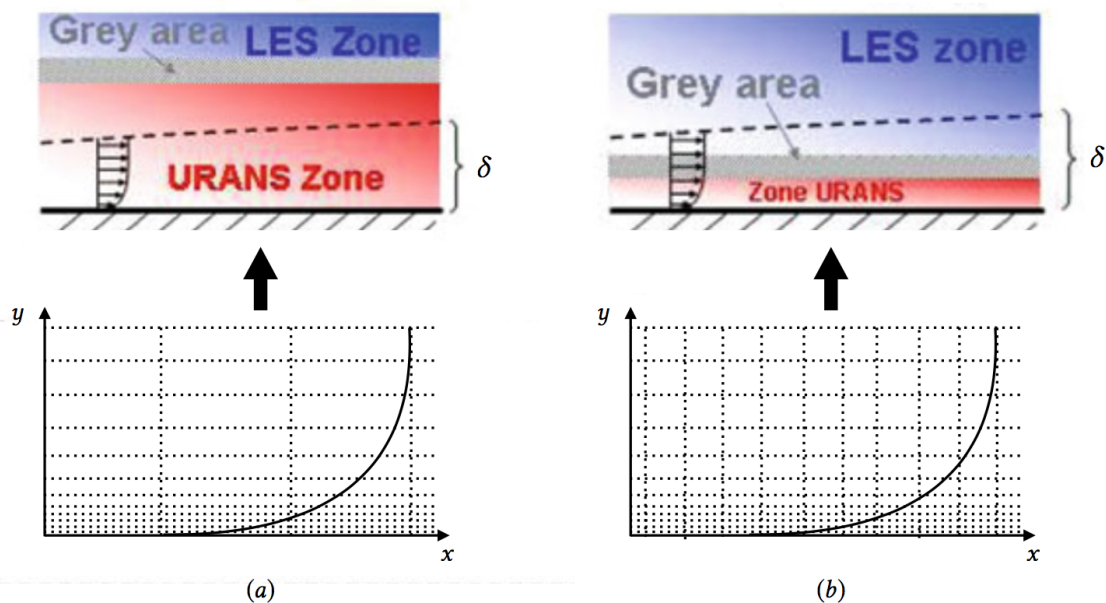 Grey area
LES Zone
URANS Zone
δ
LES zone
Grey area
Zone URANS
δ
y
x
y
x
(a)
(b)